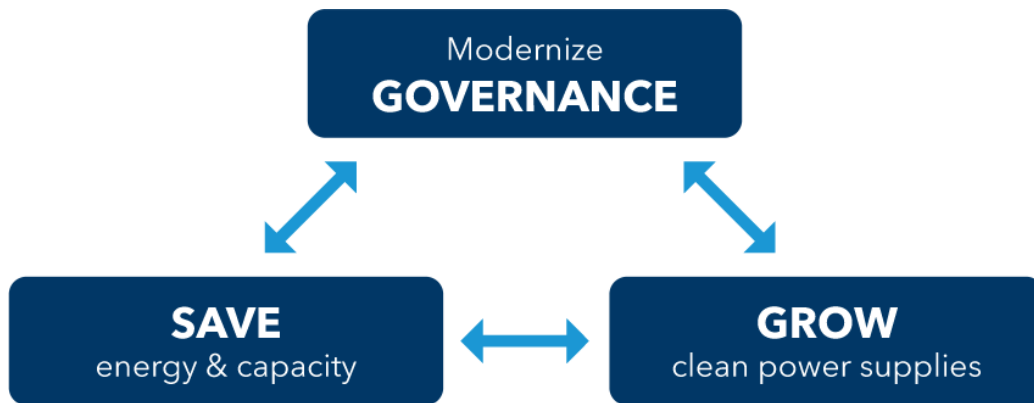 Modernize
GOVERNANCE
SAVE
energy & capacity
GROW
clean power supplies